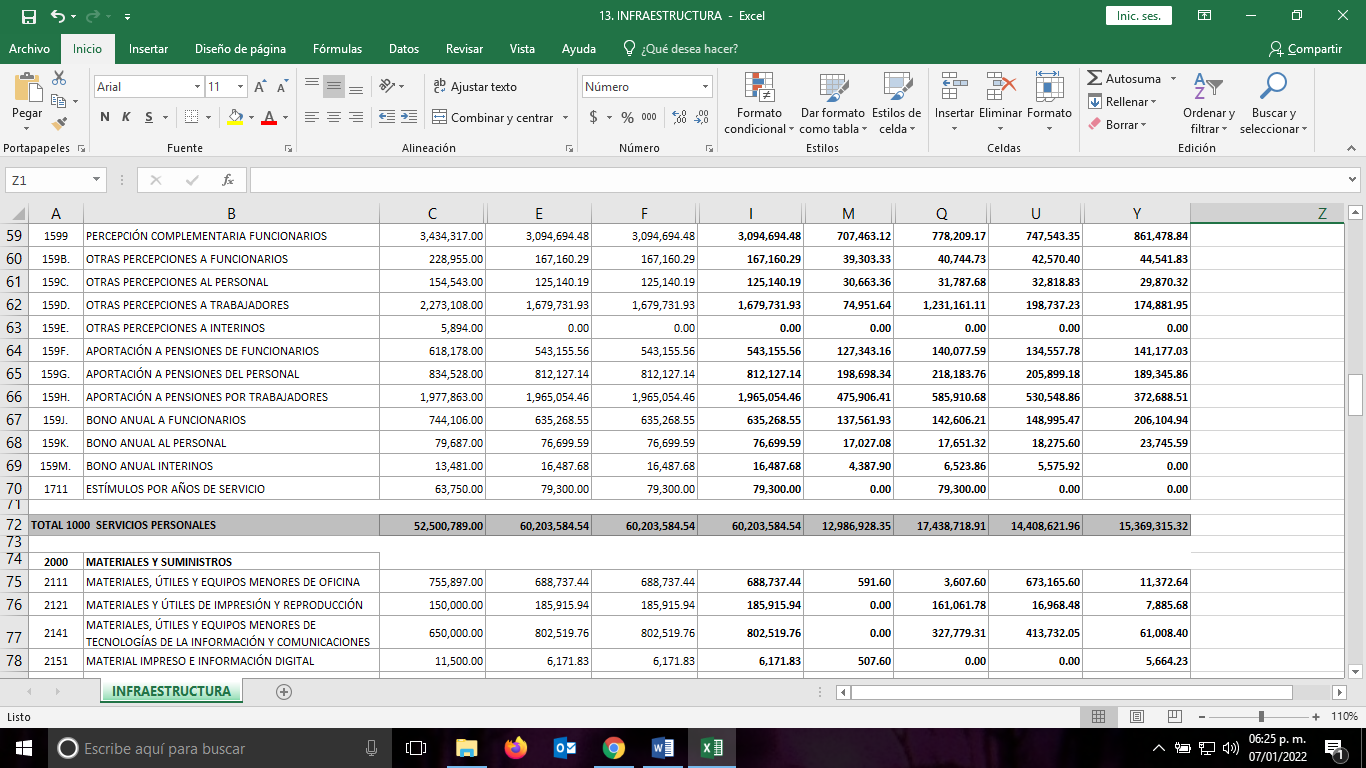 13. INFRAESTRUCTURA - Excel
Inic. ses.
Archivo Inicio Insertar Diseño de página Fórmulas Datos Revisar Vista Ayuda ¿Qué desea hacer? Compartir
Pegar
Portapapeles
Arial 11
N K S
Fuente
Ajustar texto
Combinar y centrar
Alineación
Número
$ % 000
Número
Formato condicional
Dar formato como tabla
Estilos de celda
Estilos
Insertar Eliminar Formato
Celdas
Autosuma
Rellenar
Borrar
Ordenar y filtrar
Buscar y seleccionar
Edición
Z1 fx
A B C E F I M Q U Y Z
59 1599 PERCEPCIÓN COMPLEMENTARIA FUNCIONARIOS 3,434,317.00 3,094,694.48 3,094,694.48 3,094,694.48 707,463.12 778,209.17 747,543.35 861,478.84
60 159B. OTRAS PERCEPCIONES A FUNCIONARIOS 228,955.00 167,160.29 167,160.29 167,160.29 39,303.33 40,744.73 42,570.40 44,541.83
61 159C. OTRAS PERCEPCIONES AL PERSONAL 154,543.00 125,140.19 125,140.19 125,140.19 30,663.36 31,787.68 32,818.83 29,870.32
62 159D. OTRAS PERCEPCIONES A TRABAJADORES 2,273,108.00 1,679,731.93 1,679,731.93 1,679,731.93 74,951.64 1,231,161.11 198,737.23 174,881.95
63 159E. OTRAS PERCEPCIONES A INTERINOS 5,894.00 0.00 0.00 0.00 0.00 0.00 0.00 0.00
64 159F. APORTACIÓN A PENSIONES DE FUNCIONARIOS 618,178.00 543,155.56 543,155.56 543,155.56 127,343.16 140,077.59 134,557.78 141,177.03
65 159G. APORTACIÓN A PENSIONES DEL PERSONAL 834,528.00 812,127.14 812,127.14 812,127.14 198,698.34 218,183.76 205,899.18 189,345.86
66 159H. APORTACIÓN A PENSIONES POR TRABAJADORES 1,977,863.00 1,965,054.46 1,965,054.46 1,965,054.46 475,906.41 585,910.68 530,548.86 372,688.51
67 159J. BONO ANUAL A FUNCIONARIOS 744,106.00 635,268.55 635,268.55 635,268.55 137,561.93 142,606.21 148,995.47 206,104.94
68 159K. BONO ANUAL AL PERSONAL 79,687.00 76,699.59 76,699.59 76,699.59 17,027.08 17,651.32 18,275.60 23,745.59
69 159M. BONO ANUAL INTERINOS 13,481.00 16,487.68 16,487.68 16,487.68 4,387.90 6,523.86 5,575.92 0.00
70 1711 ESTÍMULOS POR AÑOS DE SERVICIO 63,750.00 79,300.00 79,300.00 79,300.00 0.00 79,300.00 0.00 0.00
71
72 TOTAL 1000 SERVICIOS PERSONALES 52,500,789.00 60,203,584.54 60,203,584.54 60,203,584.54 12,986,928.35 17,438,718.91 14,408,621.96 15,369,315.32
73
74 2000 MATERIALES Y SUMINISTROS
75 2111 MATERIALES, ÚTILES Y EQUIPOS MENORES DE OFICINA 755,897.00 688,737.44 688,737.44 688,737.44 591.60 3,607.60 673,165.60 11,372.64
76 2121 MATERIALES Y ÚTILES DE IMPRESIÓN Y REPRODUCCIÓN 150,000.00 185,915.94 185,915.94 185,915.94 0.00 161,061.78 16,968.48 7,885.68
77 2141 MATERIALES, ÚTILES Y EQUIPOS MENORES DE
TECNOLOGÍAS DE LA INFORMACIÓN Y COMUNICACIONES 650,000.00 802,519.76 802,519.76 802,519.76 0.00 327,779.31 413,732.05 61,008.40
78 2151 MATERIAL IMPRESO E INFORMACIÓN DIGITAL 11,500.00 6,171.83 6,171.83 6,171.83 507.60 0.00 0.00 5,664.23
INFRAESTRUCTURA
Listo 110%
Escribe aquí para buscar
06:25 p. m.
07/01/2022
1